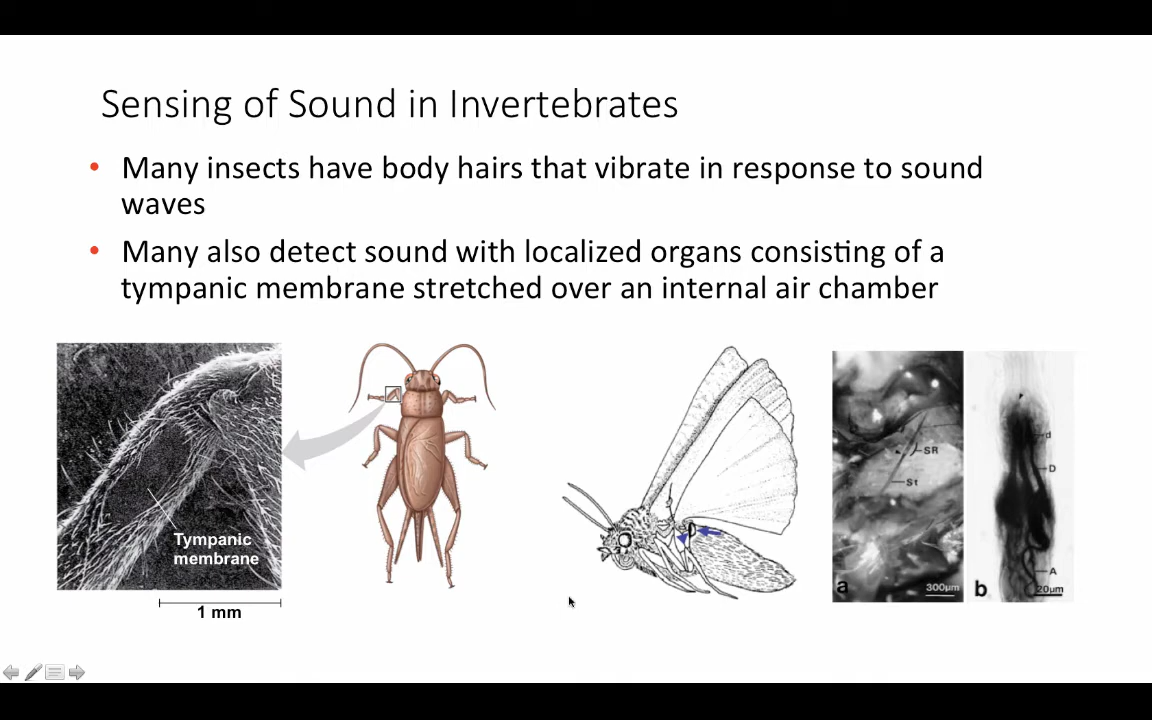 Sensing of Sound in Invertebrates
• Many insects have body hairs that vibrate in response to sound
waves
• Many also detect sound with localized organs consisting of a
tympanic membrane stretched over an internal air chamber
Tympanic
membrane
1 mm
SR
St
a
300µm
d
D
A
b
20µm